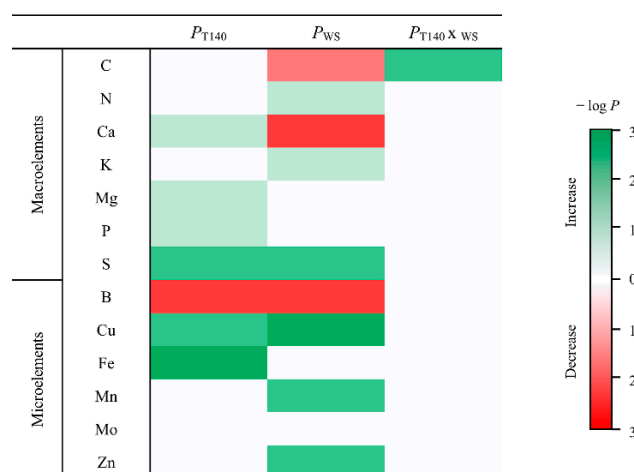 P_T140 P_WS P_T140 x WS
Macroelements
C
N
Ca
K
Mg
P
S
Microelements
B
Cu
Fe
Mn
Mo
Zn
− log P
3
2
1
0
1
2
3
Increase
Decrease